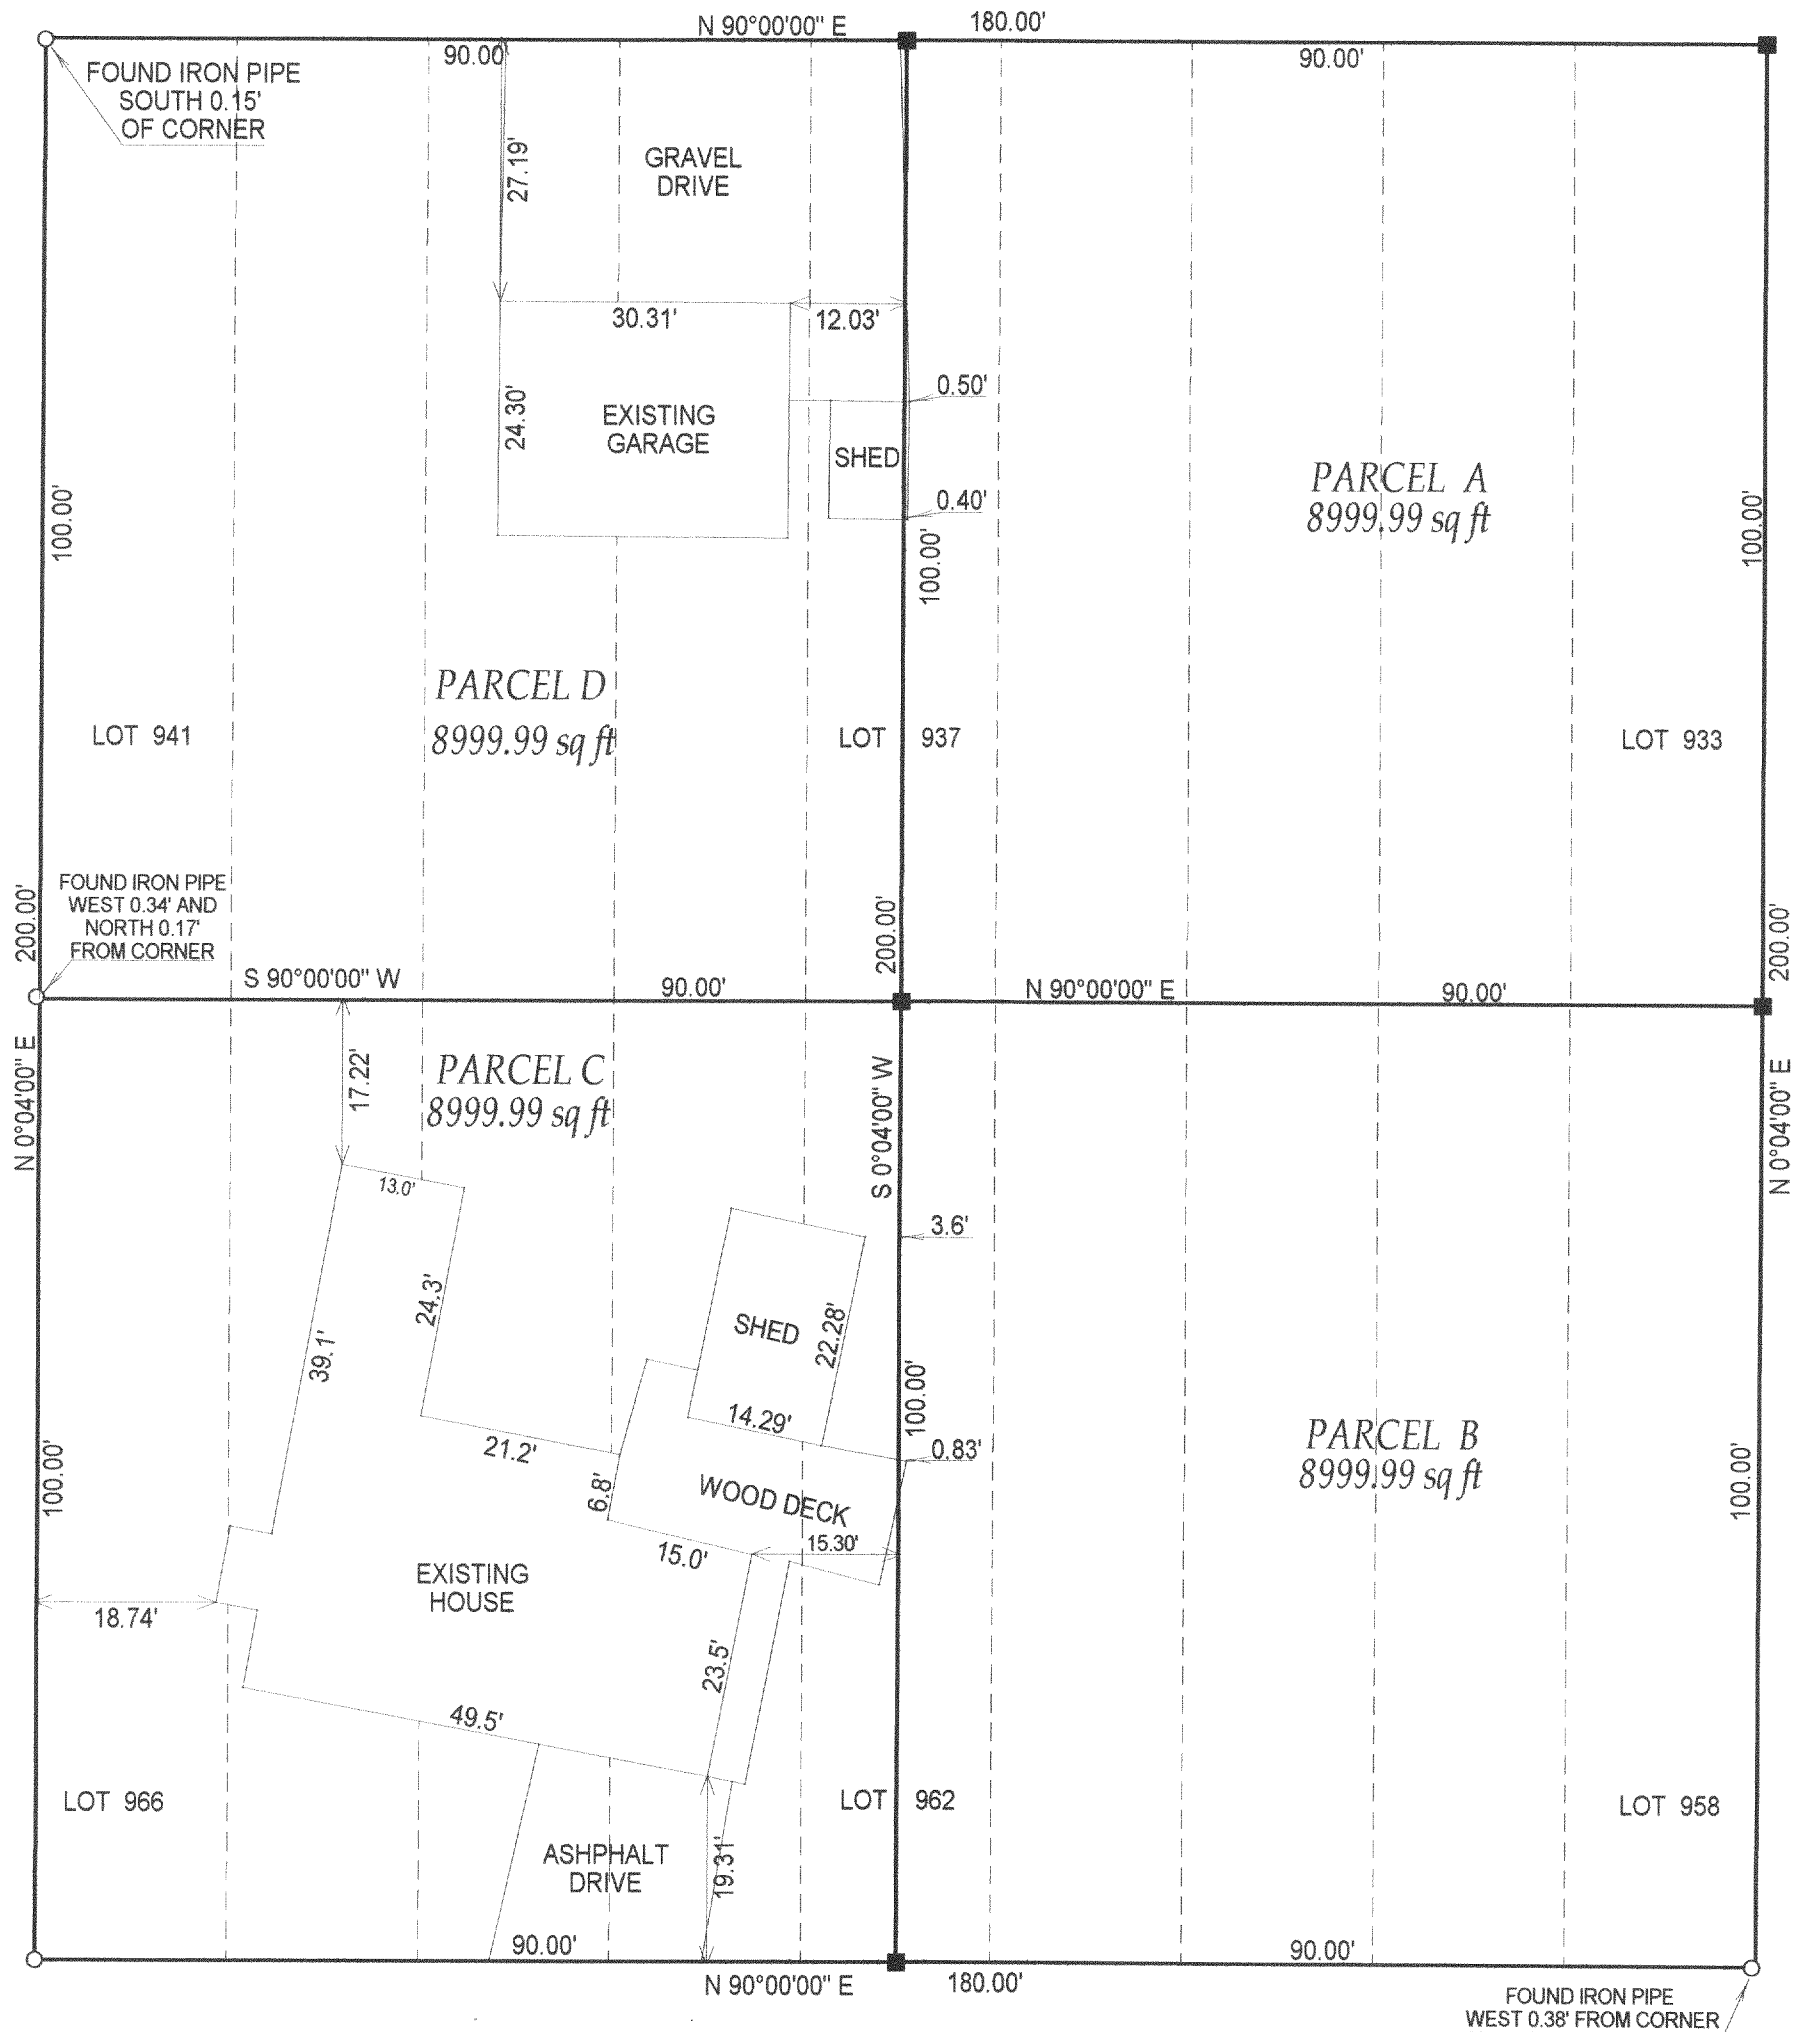 N 90°00'00" E
180.00'
90.00'
90.00'
FOUND IRON PIPE
SOUTH 0.15'
OF CORNER
27.19'
GRAVEL
DRIVE
30.31'
12.03'
0.50'
24.30'
EXISTING
GARAGE
SHED
0.40'
100.00'
100.00'
PARCEL A
8999.99 sq ft
100.00'
PARCEL D
8999.99 sq ft
LOT 941
LOT 937
LOT 933
FOUND IRON PIPE
WEST 0.34' AND
NORTH 0.17'
FROM CORNER
200.00'
200.00'
200.00'
S 90°00'00" W
90.00'
N 90°00'00" E
90.00'
N 0°04'00" E
17.22'
PARCEL C
8999.99 sq ft
S 0°04'00" W
N 0°04'00" E
13.0'
3.6'
24.3'
39.1'
SHED
22.28'
100.00'
14.29'
21.2'
0.83'
6.8'
WOOD DECK
15.30'
15.0'
100.00'
PARCEL B
8999.99 sq ft
100.00'
EXISTING
HOUSE
18.74'
23.5'
49.5'
LOT 966
LOT 962
LOT 958
ASHPHALT
DRIVE
19.31'
90.00'
90.00'
N 90°00'00" E
180.00'
FOUND IRON PIPE
WEST 0.38' FROM CORNER